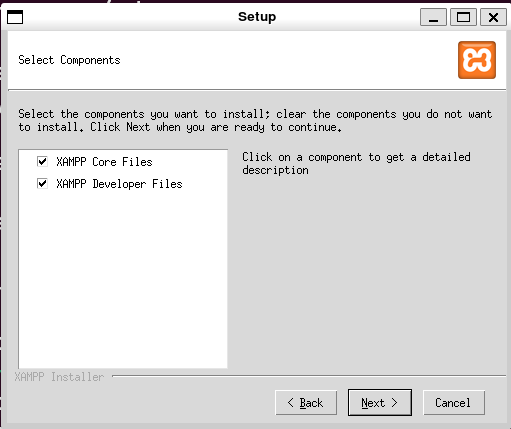 Setup
Select Components
Select the components you want to install; clear the components you do not want
to install. Click Next when you are ready to continue.
XAMPP Core Files
XAMPP Developer Files
Click on a component to get a detailed
description
XAMPP Installer
< Back
Next >
Cancel